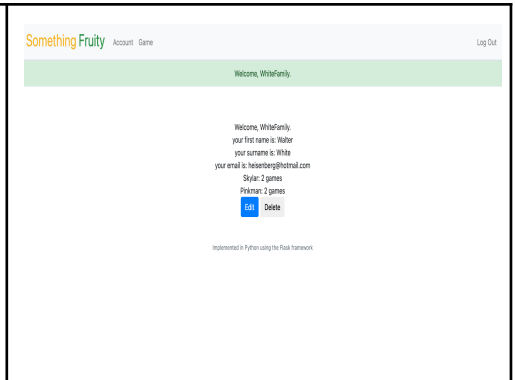 Something Fruity Account Game Log Out
Welcome, WhiteFamily.
Welcome, WhiteFamily.
your first name is: Walter
your surname is: White
your email is: heisenberg@hotmail.com
Skylar: 2 games
Pinkman: 2 games
Edit Delete
Implemented in Python using the Flask framework